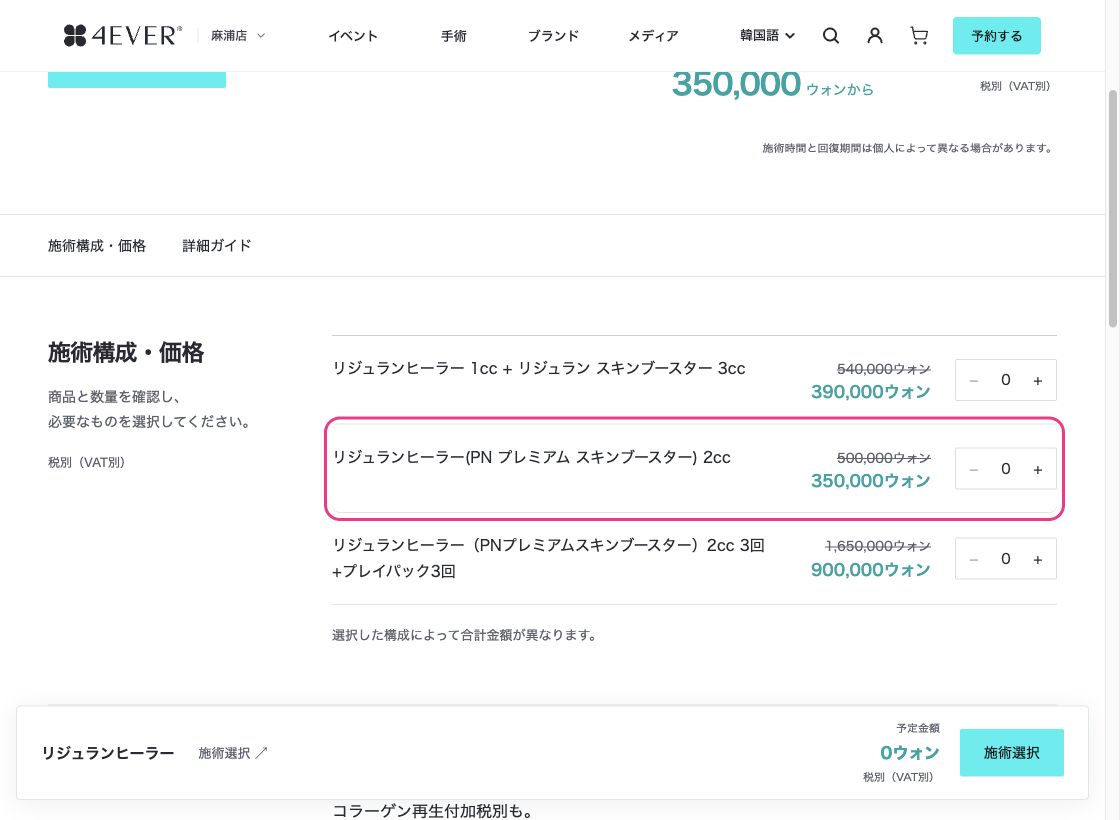 4EVER®
麻浦店
イベント
手術
ブランド
メディア
韓国語
予約する
350,000 ウォンから
税別（VAT別）
施術時間と回復期間は個人によって異なる場合があります。
施術構成・価格
詳細ガイド
施術構成・価格
商品と数量を確認し、
必要なものを選択してください。
税別（VAT別）
リジュランヒーラー 1cc + リジュラン スキンブースター 3cc
540,000ウォン
390,000ウォン
− 0 +
リジュランヒーラー(PN プレミアム スキンブースター) 2cc
500,000ウォン
350,000ウォン
− 0 +
リジュランヒーラー（PNプレミアムスキンブースター）2cc 3回
+プレイパック3回
1,650,000ウォン
900,000ウォン
− 0 +
選択した構成によって合計金額が異なります。
リジュランヒーラー
施術選択
予定金額
0ウォン
税別（VAT別）
施術選択
コラーゲン再生付加税別も。